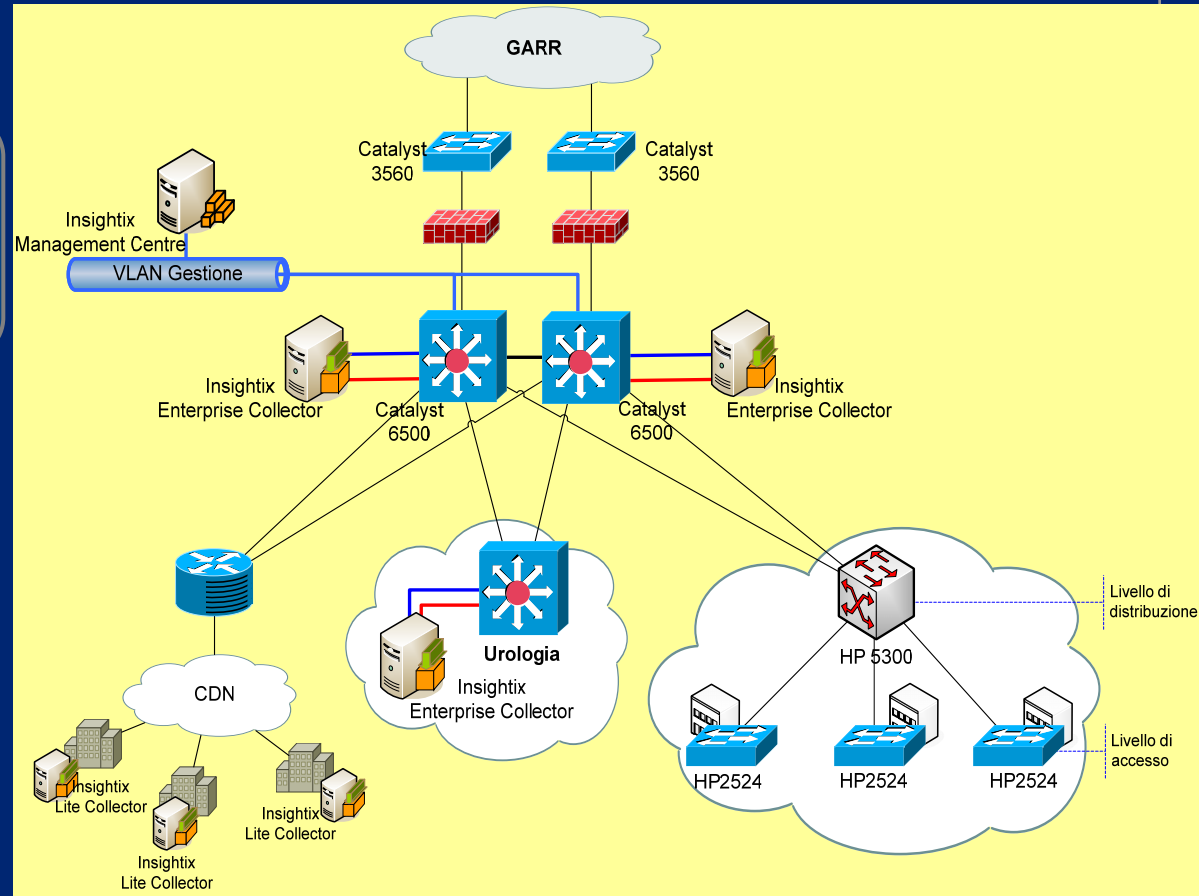 GARR
Catalyst
3560
Catalyst
3560
Insightix
Management Centre
VLAN Gestione
Insightix
Enterprise Collector
Catalyst
6500
Catalyst
6500
Insightix
Enterprise Collector
Livello di
distribuzione
Urologia
HP 5300
Insightix
Enterprise Collector
CDN
Livello di
accesso
HP2524
HP2524
HP2524
Insightix
Lite Collector
Insightix
Lite Collector
Insightix
Lite Collector